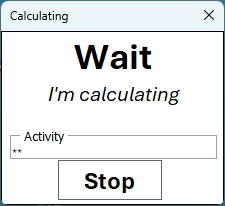 Calculating
Wait
I'm calculating
Activity
**
Stop